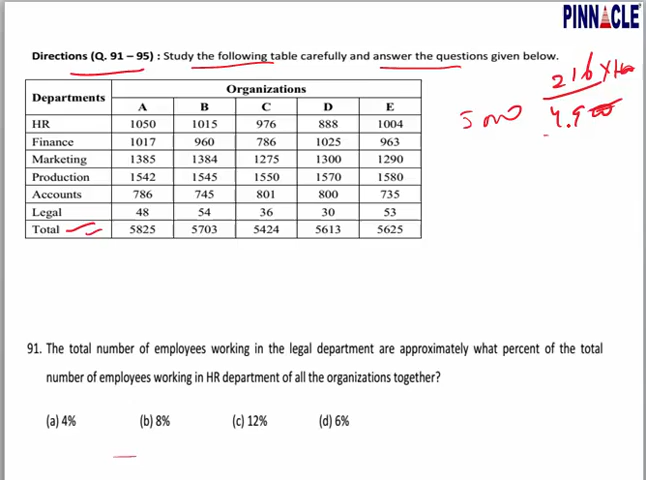 PINNACLE
Directions (Q. 91 – 95) : Study the following table carefully and answer the questions given below.
Departments Organizations
A B C D E
HR 1050 1015 976 888 1004
Finance 1017 960 786 1025 963
Marketing 1385 1384 1275 1300 1290
Production 1542 1545 1550 1570 1580
Accounts 786 745 801 800 735
Legal 48 54 36 30 53
Total 5825 5703 5424 5613 5625
216 ×
4.9
91. The total number of employees working in the legal department are approximately what percent of the total
number of employees working in HR department of all the organizations together?
(a) 4% (b) 8% (c) 12% (d) 6%